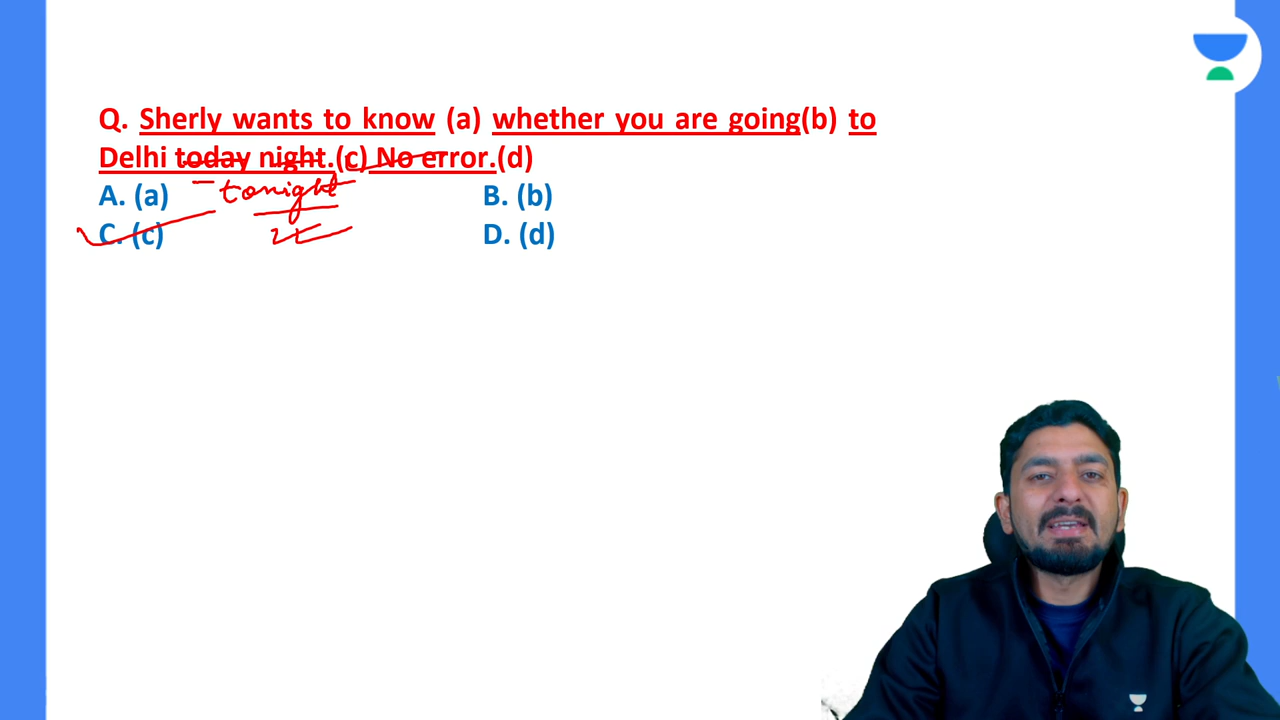 Q. Sherly wants to know (a) whether you are going(b) to
Delhi today night.(c) No error.(d)
A. (a) tonight B. (b)
C. (c) D. (d)